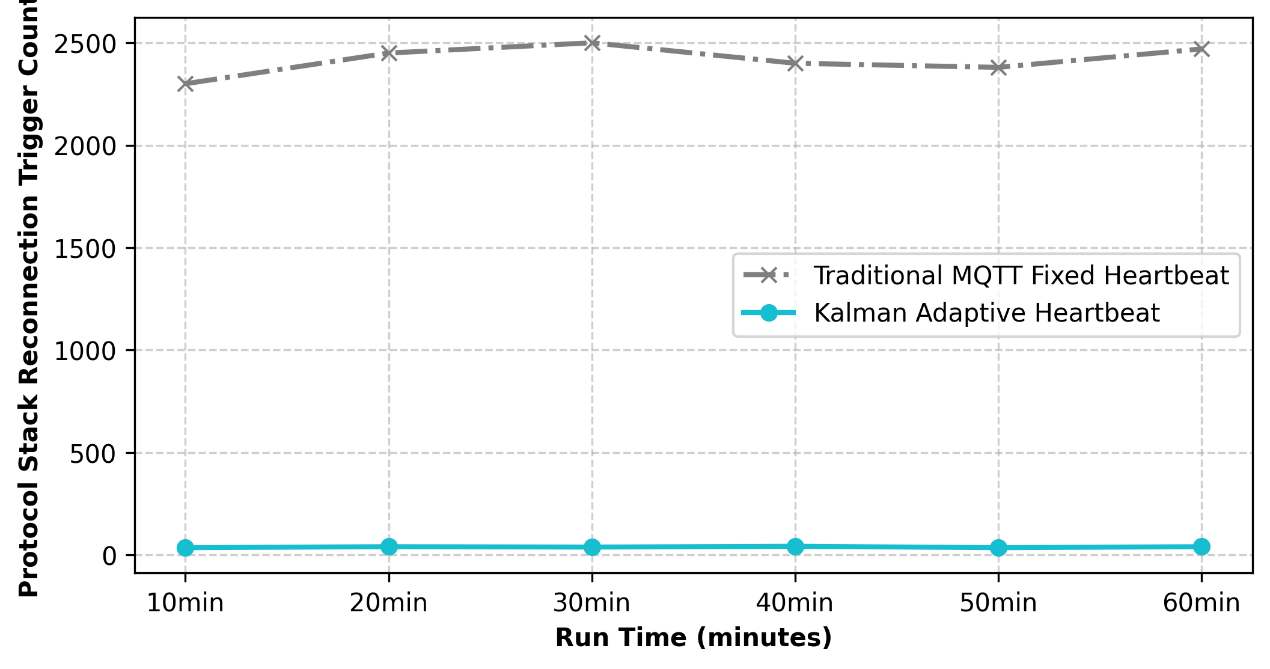 Protocol Stack Reconnection Trigger Count
2500
2000
1500
1000
500
0
Traditional MQTT Fixed Heartbeat
Kalman Adaptive Heartbeat
10min 20min 30min 40min 50min 60min
Run Time (minutes)